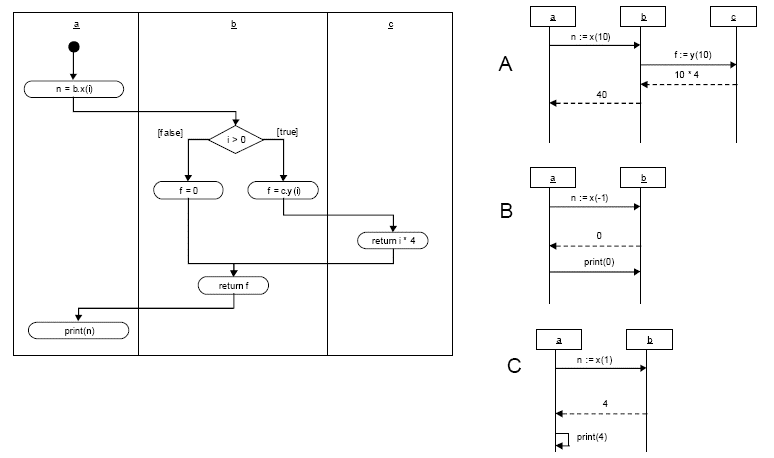 a
b
c
n = b.x(i)
[false]
[true]
i > 0
f = 0
f = c.y(i)
return i * 4
return f
print(n)
A
a
b
c
n := x(10)
f := y(10)
10 * 4
40
B
a
b
n := x(-1)
0
print(0)
C
a
b
n := x(1)
4
print(4)